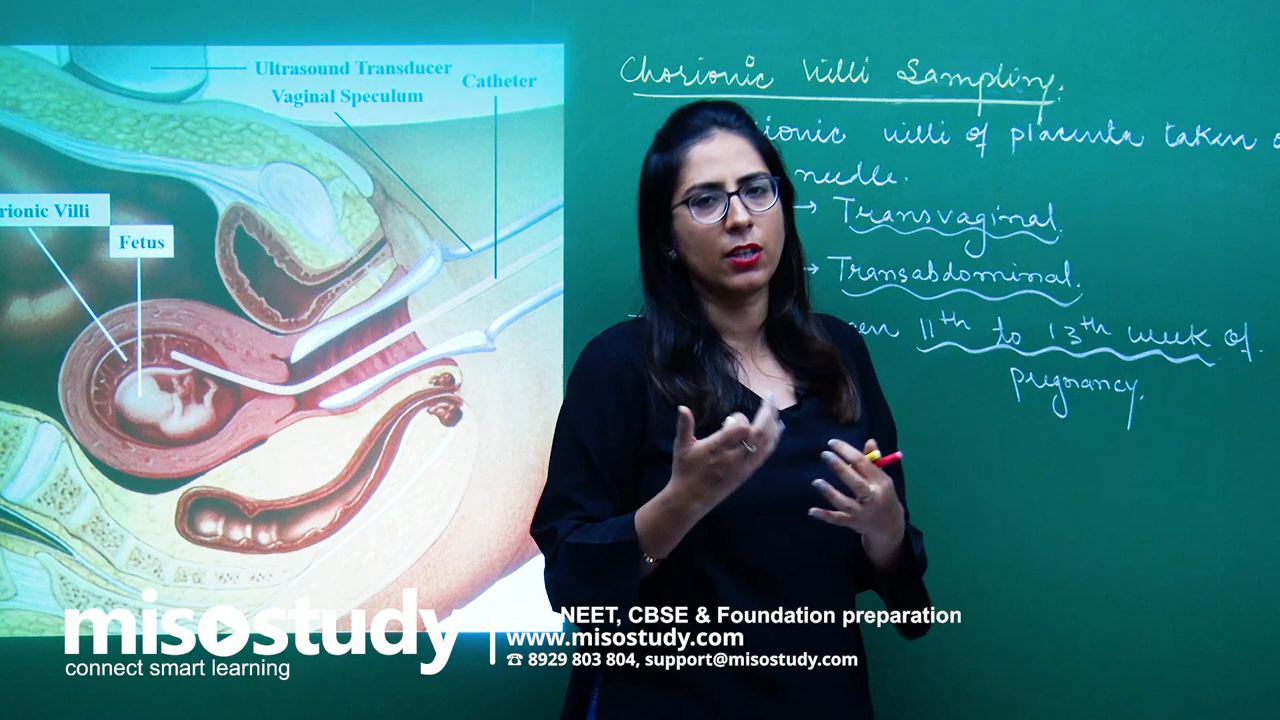 Ultrasound Transducer
Vaginal Speculum
Catheter
rionic Villi
Fetus
Chorionic Villi Sampling.
ionic villi of placenta taken
needle.
→ Transvaginal.
→ Transabdominal.
en 11th to 13th week of.
pregnancy.
misostudy
connect smart learning
NEET, CBSE & Foundation preparation
www.misostudy.com
☎ 8929 803 804, support@misostudy.com